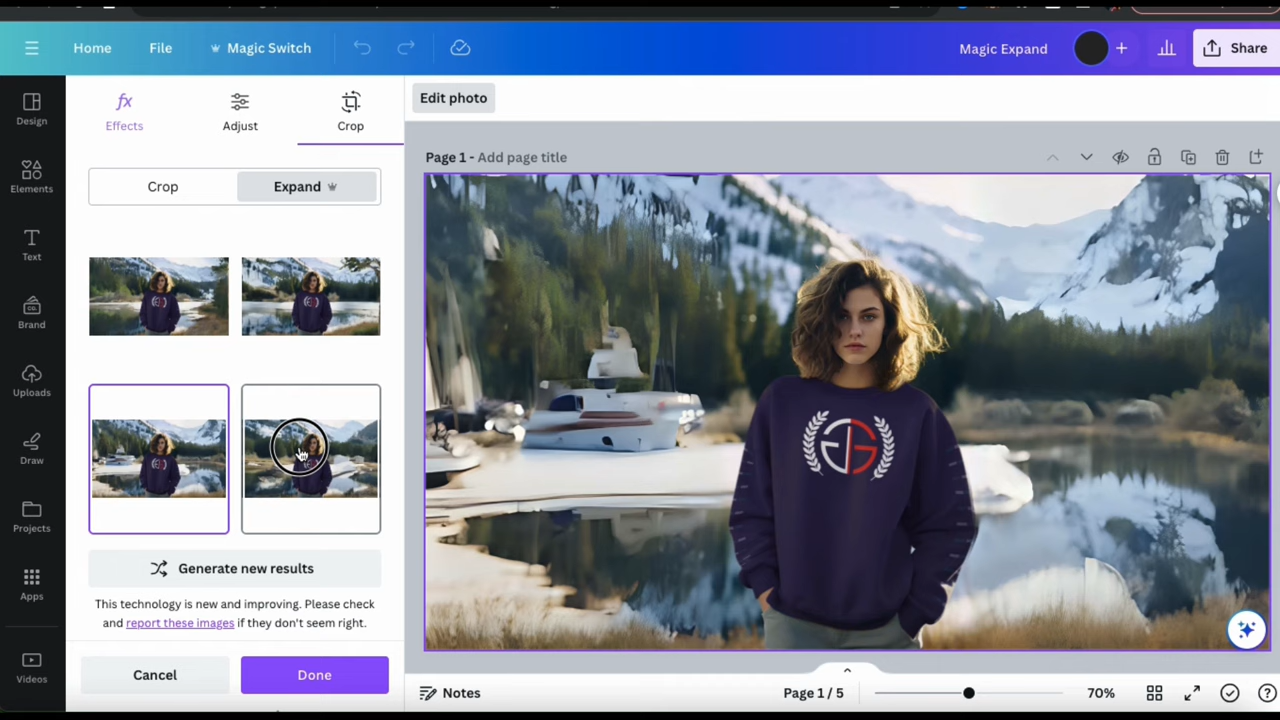 Home File Magic Switch Magic Expand Share
Design
Elements
Text
Brand
Uploads
Draw
Projects
Apps
Videos
Effects Adjust Crop
Crop Expand
Generate new results
This technology is new and improving. Please check
and report these images if they don't seem right.
Cancel Done
Edit photo
Page 1 - Add page title
Notes Page 1 / 5 70%